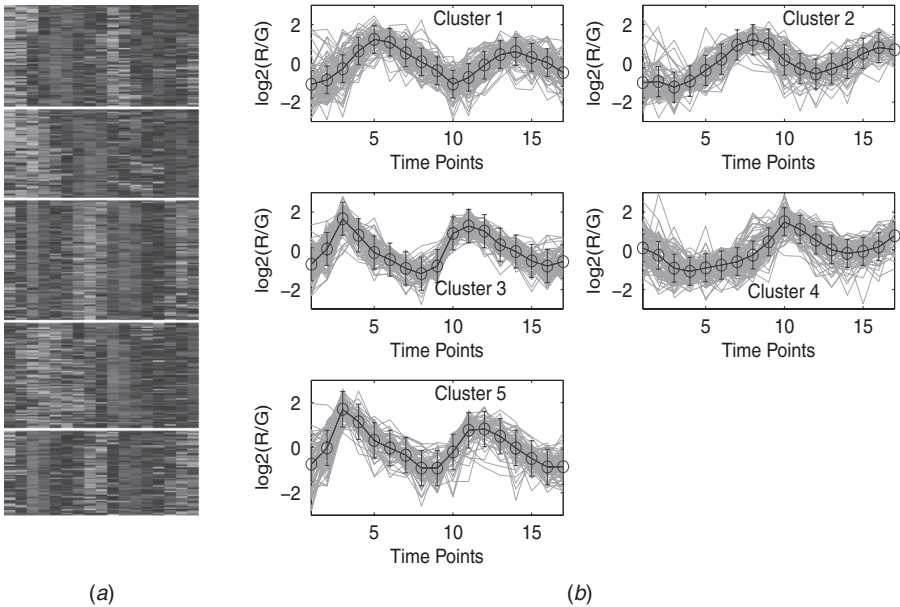 Cluster 1
log2(R/G)
2
0
−2
5
10
15
Time Points
Cluster 2
log2(R/G)
2
0
−2
5
10
15
Time Points
Cluster 3
log2(R/G)
2
0
−2
5
10
15
Time Points
Cluster 4
log2(R/G)
2
0
−2
5
10
15
Time Points
Cluster 5
log2(R/G)
2
0
−2
5
10
15
Time Points
(a)
(b)